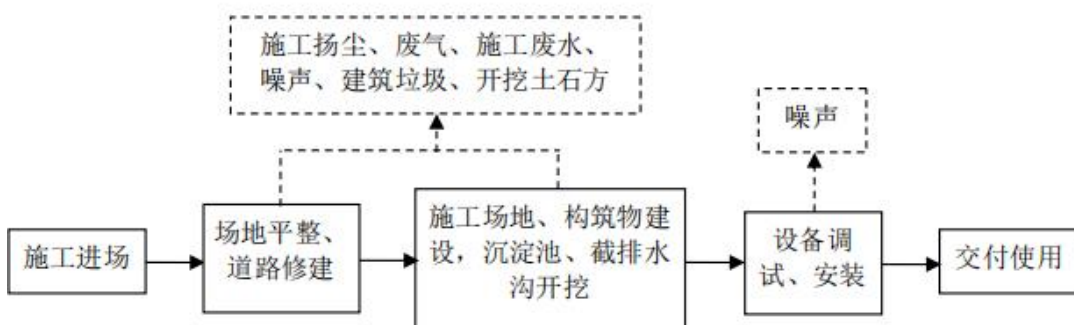 施工扬尘、废气、施工废水、
噪声、建筑垃圾、开挖土石方
噪声
施工进场
场地平整、
道路修建
施工场地、构筑物建
设，沉淀池、截排水
沟开挖
设备调
试、安装
交付使用